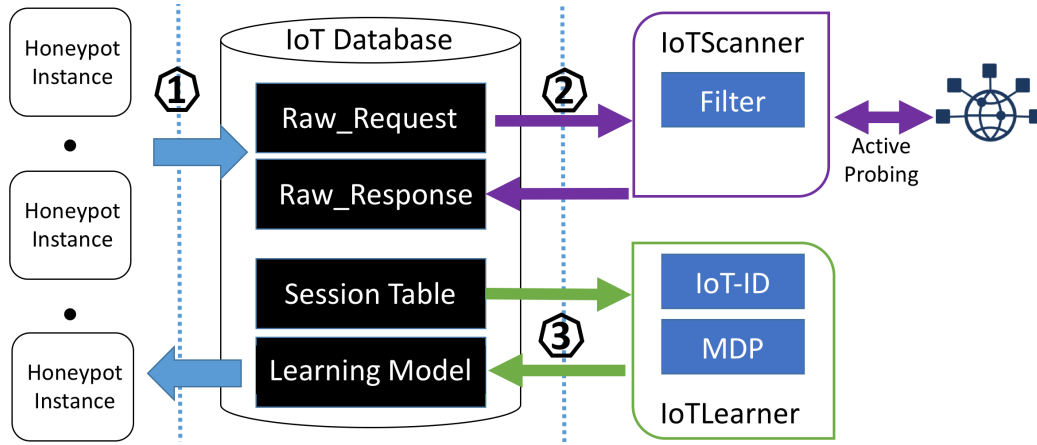 Honeypot
Instance
Honeypot
Instance
Honeypot
Instance
1
IoT Database
Raw_Request
Raw_Response
Session Table
Learning Model
2
3
IoTScanner
Filter
Active
Probing
IoT-ID
MDP
IoTLearner